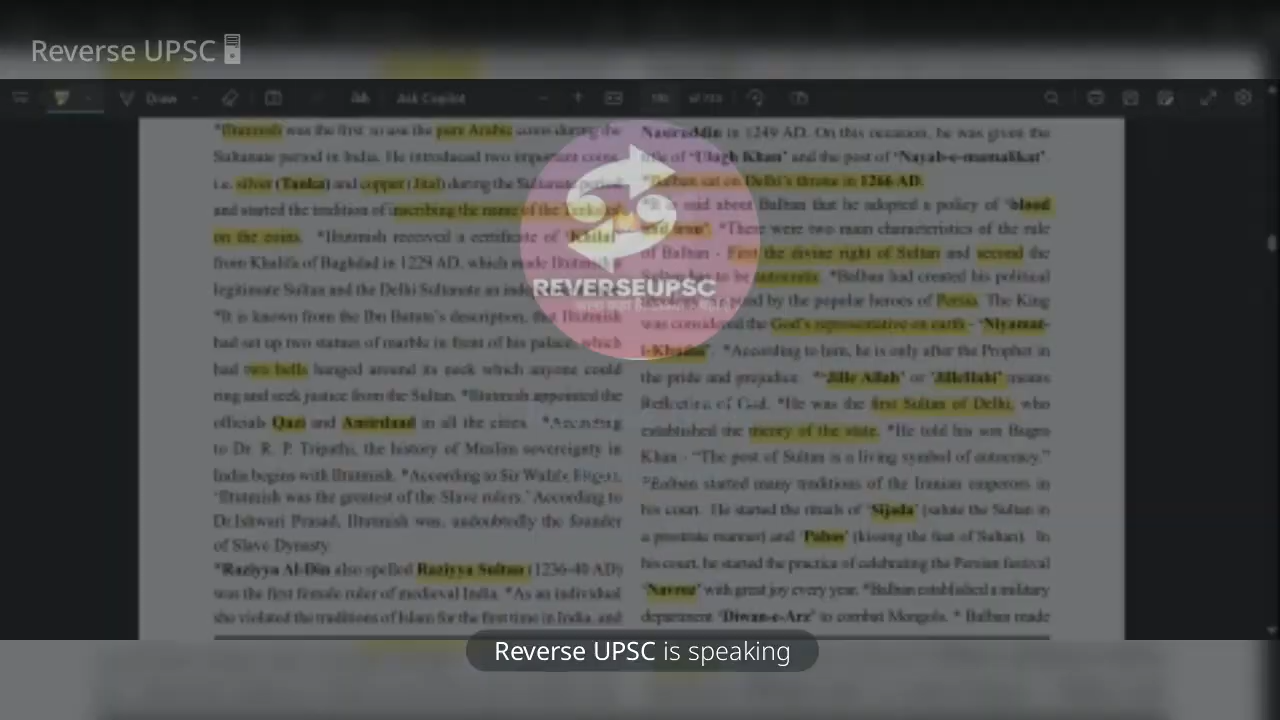 Reverse UPSC
Draw
Ask Copilot
*Iltutmish was the first to use the pure Arabic coins during the
Sultanate period in India. He introduced two important coins
i.e. silver (Tanka) and copper (Jital) during the Sultanate period
and started the tradition of inscribing the name of the Tanka of
on the coins. *Iltutmish received a certificate of 'Khilat'
from Khalifa of Baghdad in 1229 AD, which made Iltutmish a
legitimate Sultan and the Delhi Sultanate an
*It is known from the Ibn Batuta's description, that Iltutmish
had set up two statues of marble in front of his palace, which
had two bells hanged around its neck which anyone could
ring and seek justice from the Sultan. *Iltutmish appointed the
officials Qazi and Amirdaad in all the cities. *According
to Dr. R. P. Tripathi, the history of Muslim sovereignty in
India begins with Iltutmish. *According to Sir
'Iltutmish was the greatest of the Slave rulers.' According to
Dr.Ishwari Prasad, Iltutmish was, undoubtedly the founder
of Slave Dynasty.
*Raziyya Al-Din also spelled Raziyya Sultan (1236-40 AD)
was the first female ruler of medieval India. *As an individual
she violated the traditions of Islam for the first time in India, and
Nasiruddin in 1249 AD. On this occasion, he was given the
title of 'Ulugh Khan' and the post of 'Nayab-e-mamalikat'.
*Balban sat on Delhi's throne in 1266 AD.
*It is said about Balban that he adopted a policy of 'blood
and iron'. *There were two main characteristics of the rule
of Balban - First the divine right of Sultan and second the
Sultan has to be autocratic. *Balban had created his political
ideology by the popular heroes of Persia. The King
was considered the God's representative on earth - 'Niyamat-
i-Khudai'. *According to him, he is only after the Prophet in
the pride and prejudice. *'Jille Allah' or 'Jillellahi' means
Reflection of God. *He was the first Sultan of Delhi, who
established the theory of the state. *He told his son Bugra
Khan - "The post of Sultan is a living symbol of autocracy."
*Balban started many traditions of the Iranian emperors in
his court. He started the rituals of 'Sijada' (salute the Sultan in
a prostrate manner) and 'Pabos' (kissing the feet of Sultan). In
his court, he started the practice of celebrating the Persian festival
'Navroz' with great joy every year. *Balban established a military
department 'Diwan-e-Arz' to combat Mongols. * Balban made
REVERSEUPSC
Reverse UPSC is speaking